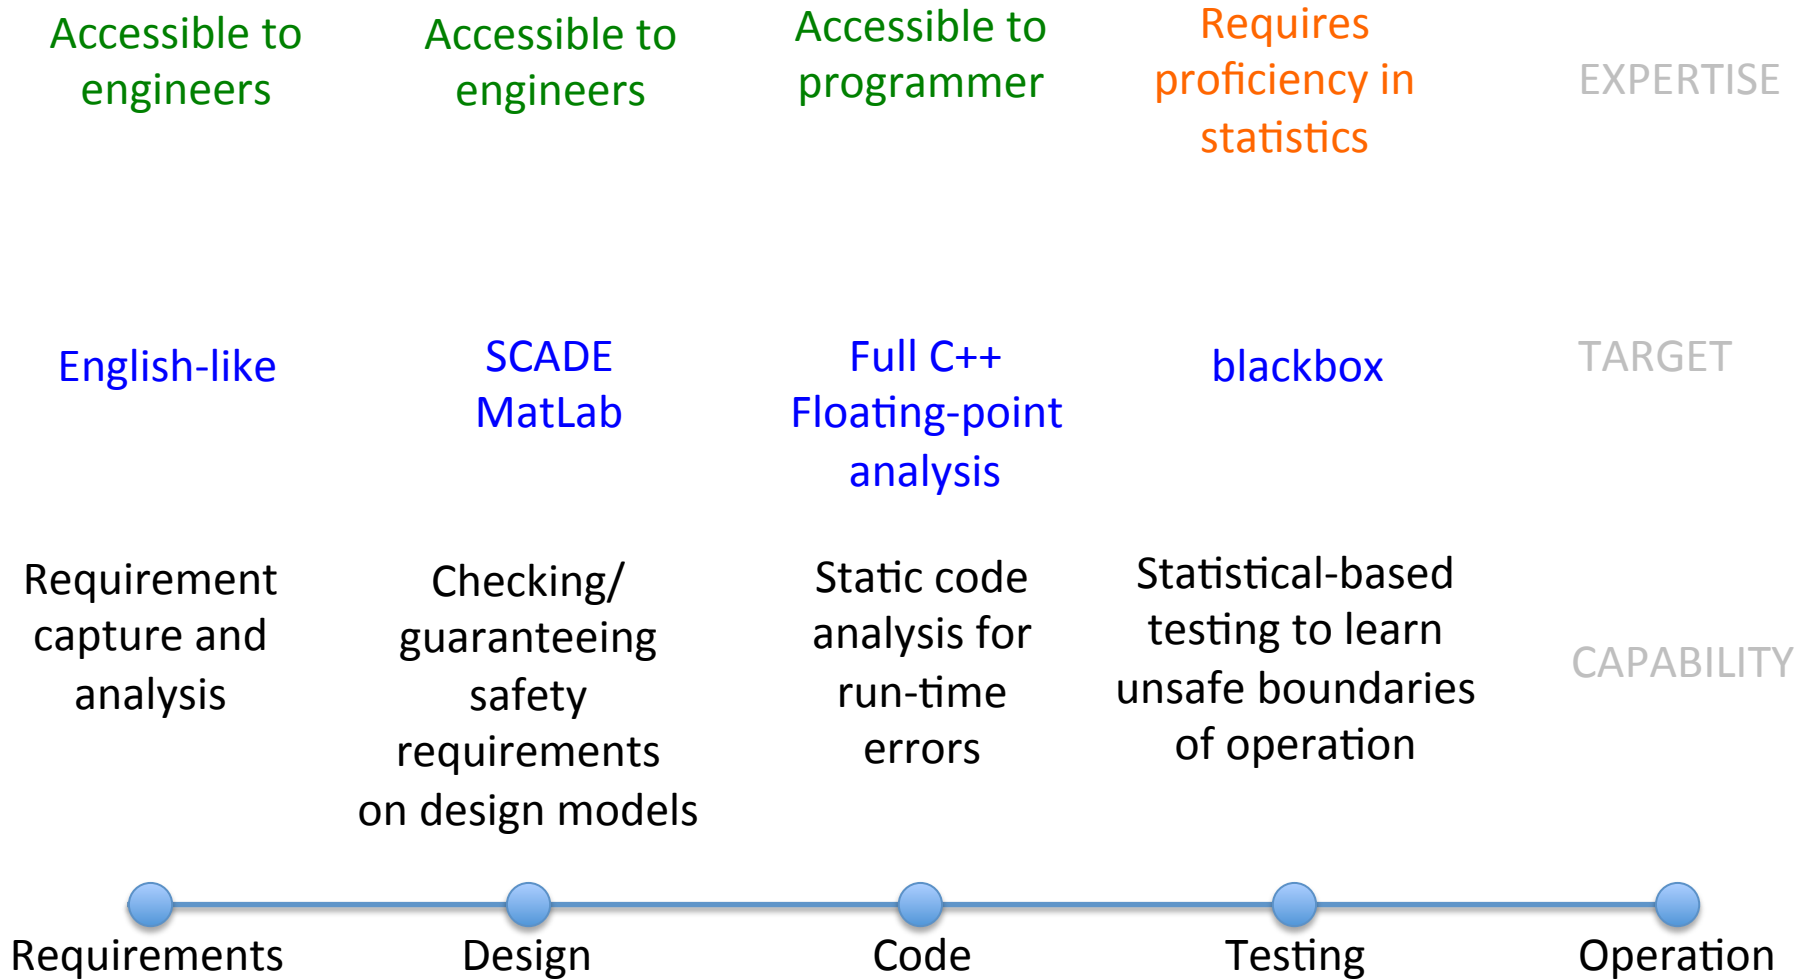 Accessible to
engineers
Accessible to
engineers
Accessible to
programmer
Requires
proficiency in
statistics
EXPERTISE
English-like
SCADE
MatLab
Full C++
Floating-point
analysis
blackbox
TARGET
Requirement
capture and
analysis
Checking/
guaranteeing
safety
requirements
on design models
Static code
analysis for
run-time
errors
Statistical-based
testing to learn
unsafe boundaries
of operation
CAPABILITY
Requirements
Design
Code
Testing
Operation